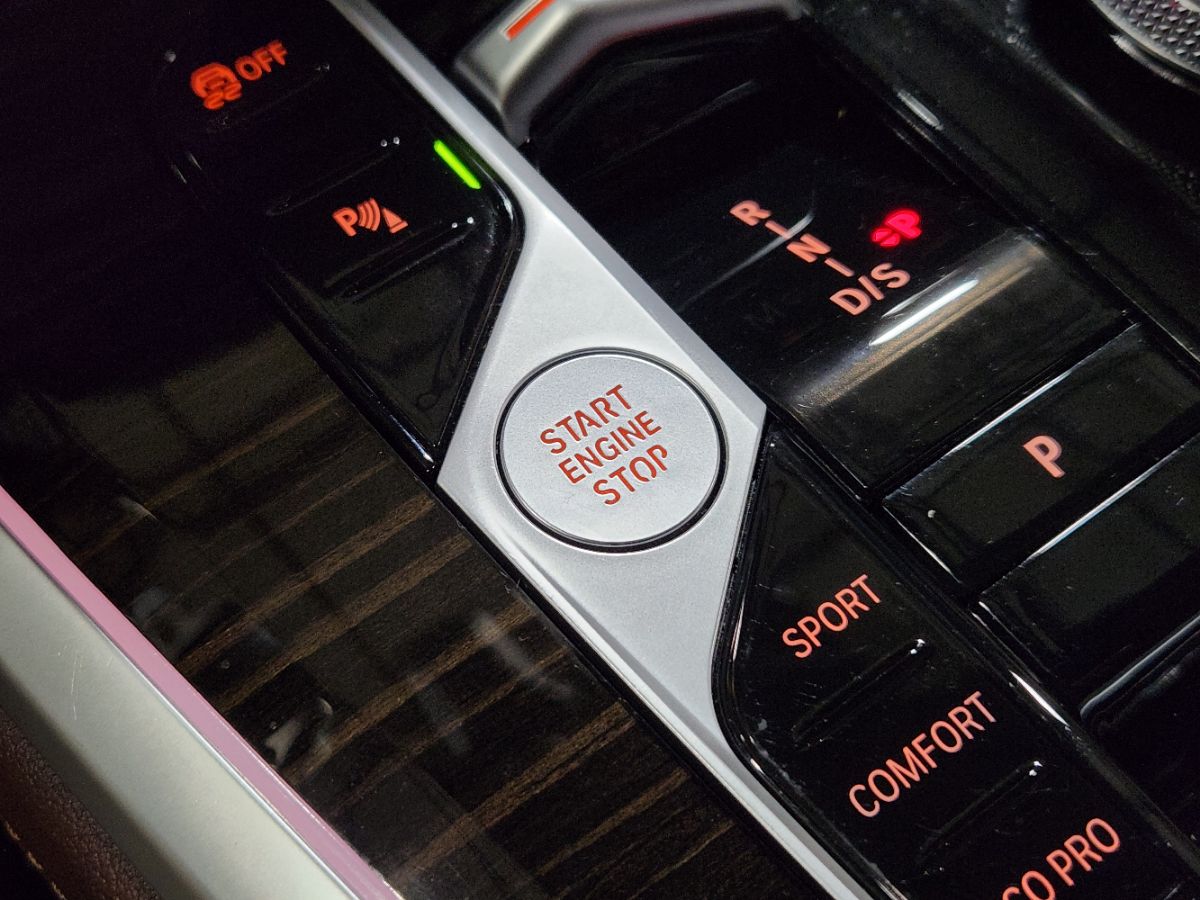 OFF
P
R
N
P
D/S
START
ENGINE
STOP
P
SPORT
COMFORT
CO PRO